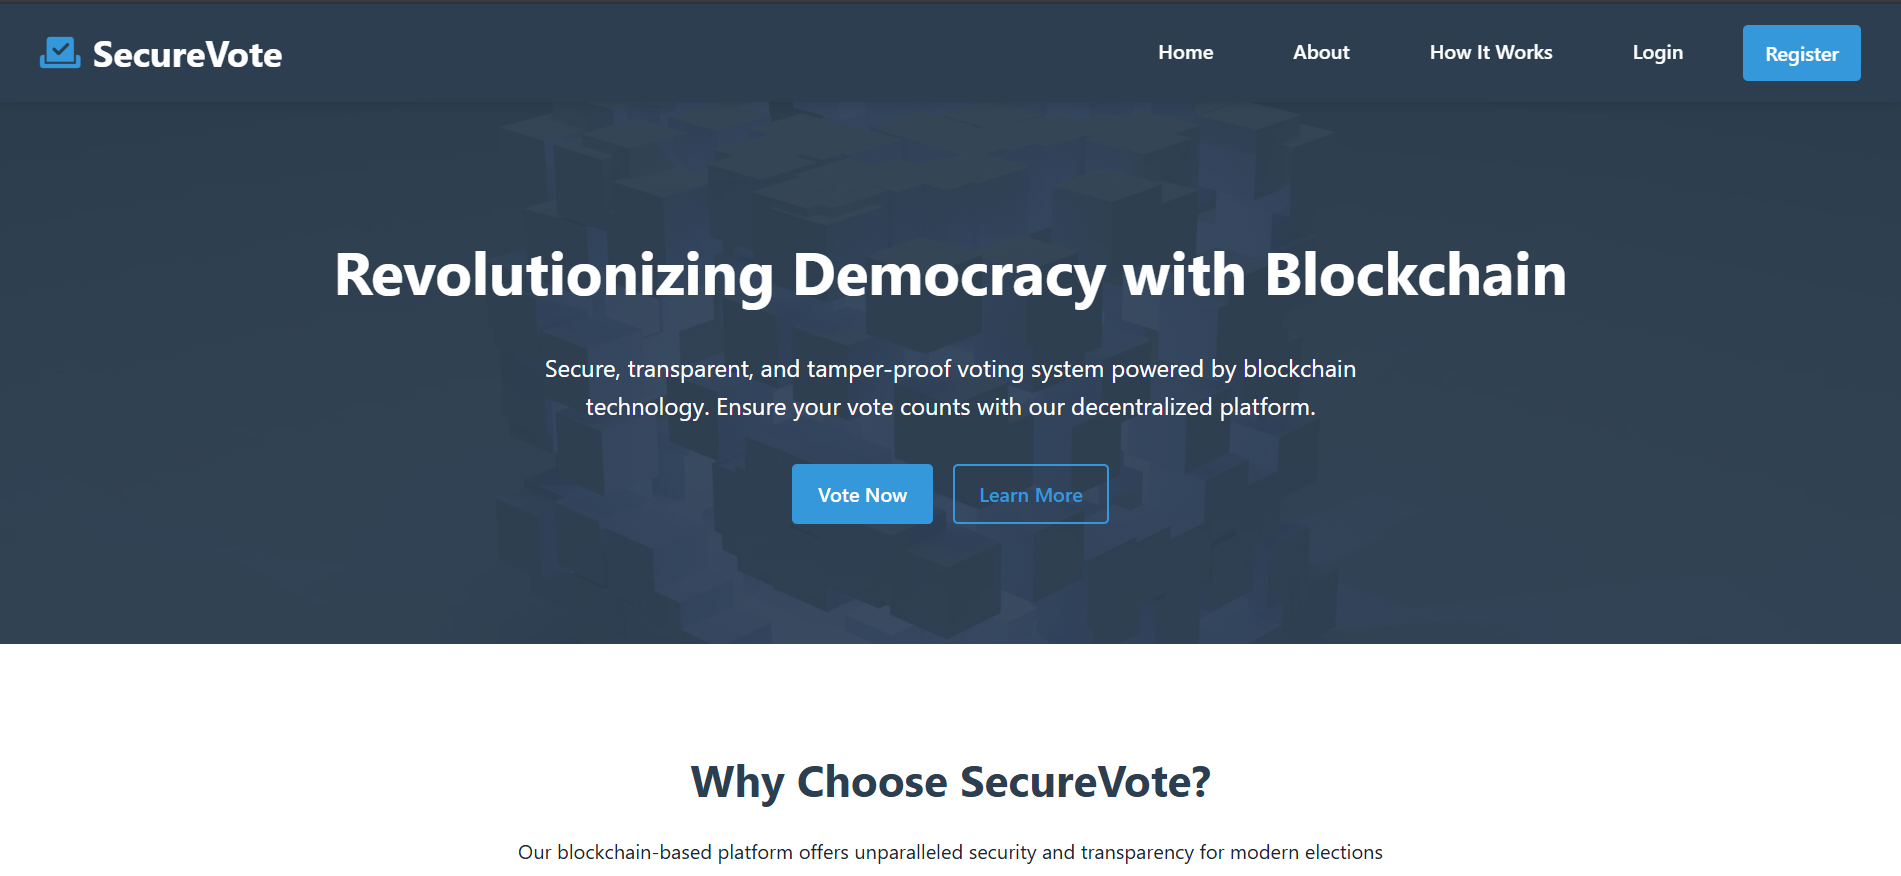 SecureVote
Home
About
How It Works
Login
Register
Revolutionizing Democracy with Blockchain
Secure, transparent, and tamper-proof voting system powered by blockchain
technology. Ensure your vote counts with our decentralized platform.
Vote Now
Learn More
Why Choose SecureVote?
Our blockchain-based platform offers unparalleled security and transparency for modern elections